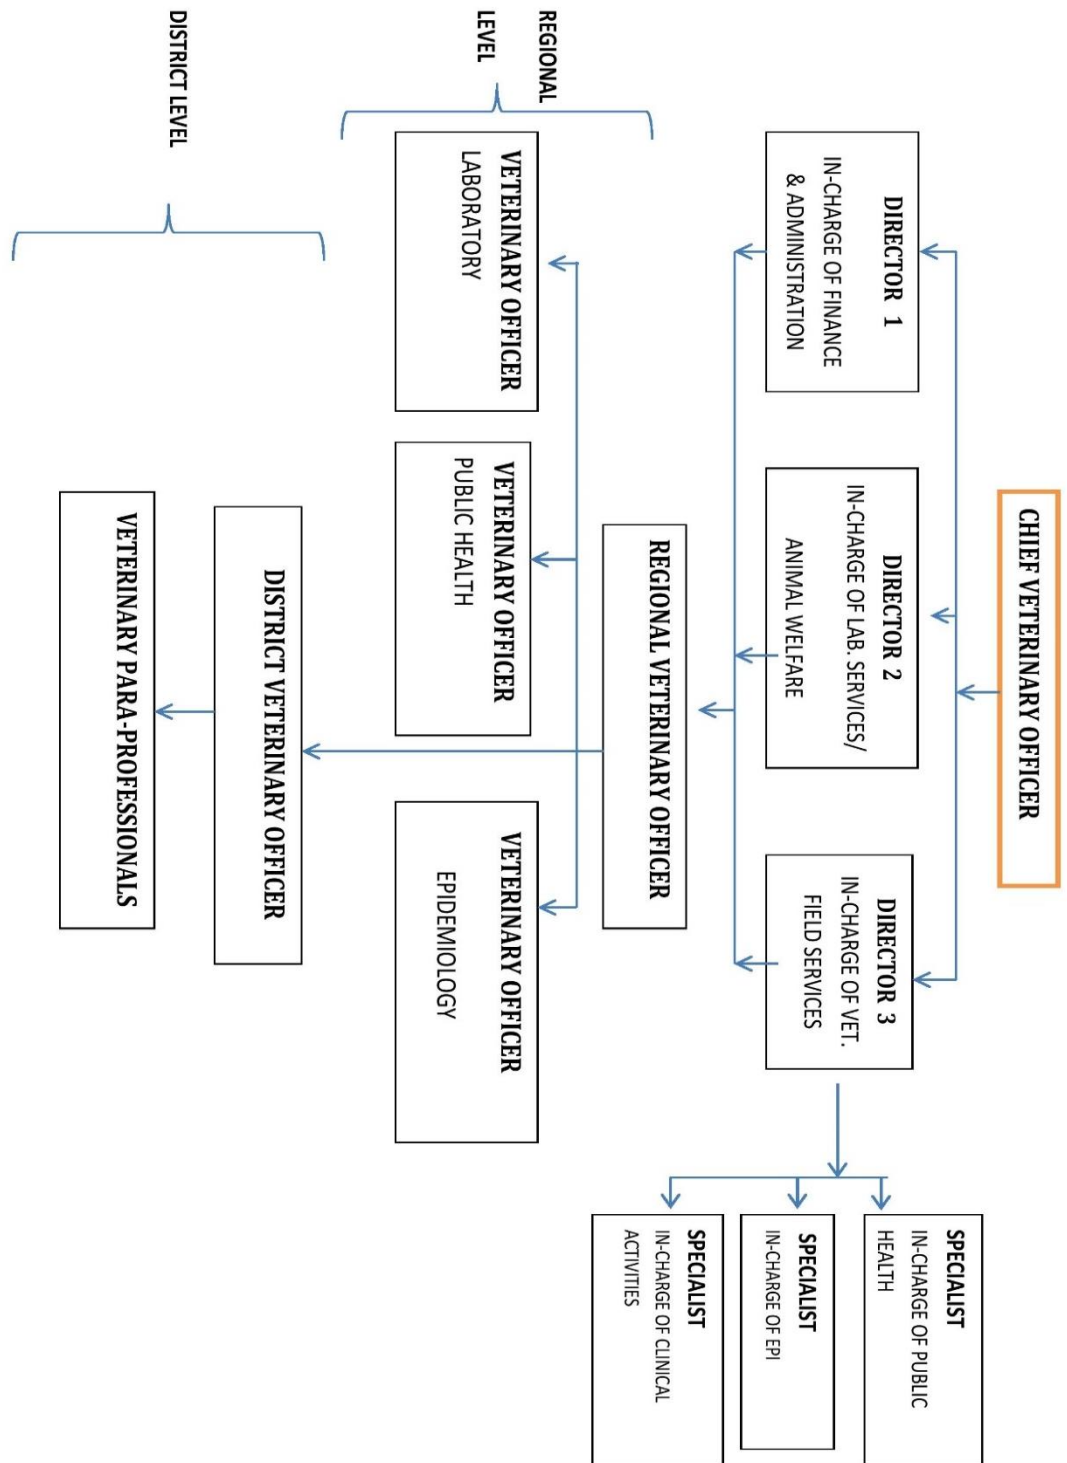 CHIEF VETERINARY OFFICER
DIRECTOR 1
IN-CHARGE OF FINANCE
& ADMINISTRATION
DIRECTOR 2
IN-CHARGE OF LAB. SERVICES/
ANIMAL WELFARE
DIRECTOR 3
IN-CHARGE OF VET.
FIELD SERVICES
SPECIALIST
IN-CHARGE OF PUBLIC
HEALTH
SPECIALIST
IN-CHARGE OF EPI
SPECIALIST
IN-CHARGE OF CLINICAL
ACTIVITIES
REGIONAL VETERINARY OFFICER
REGIONAL
LEVEL
VETERINARY OFFICER
LABORATORY
VETERINARY OFFICER
PUBLIC HEALTH
VETERINARY OFFICER
EPIDEMIOLOGY
DISTRICT LEVEL
DISTRICT VETERINARY OFFICER
VETERINARY PARA-PROFESSIONALS